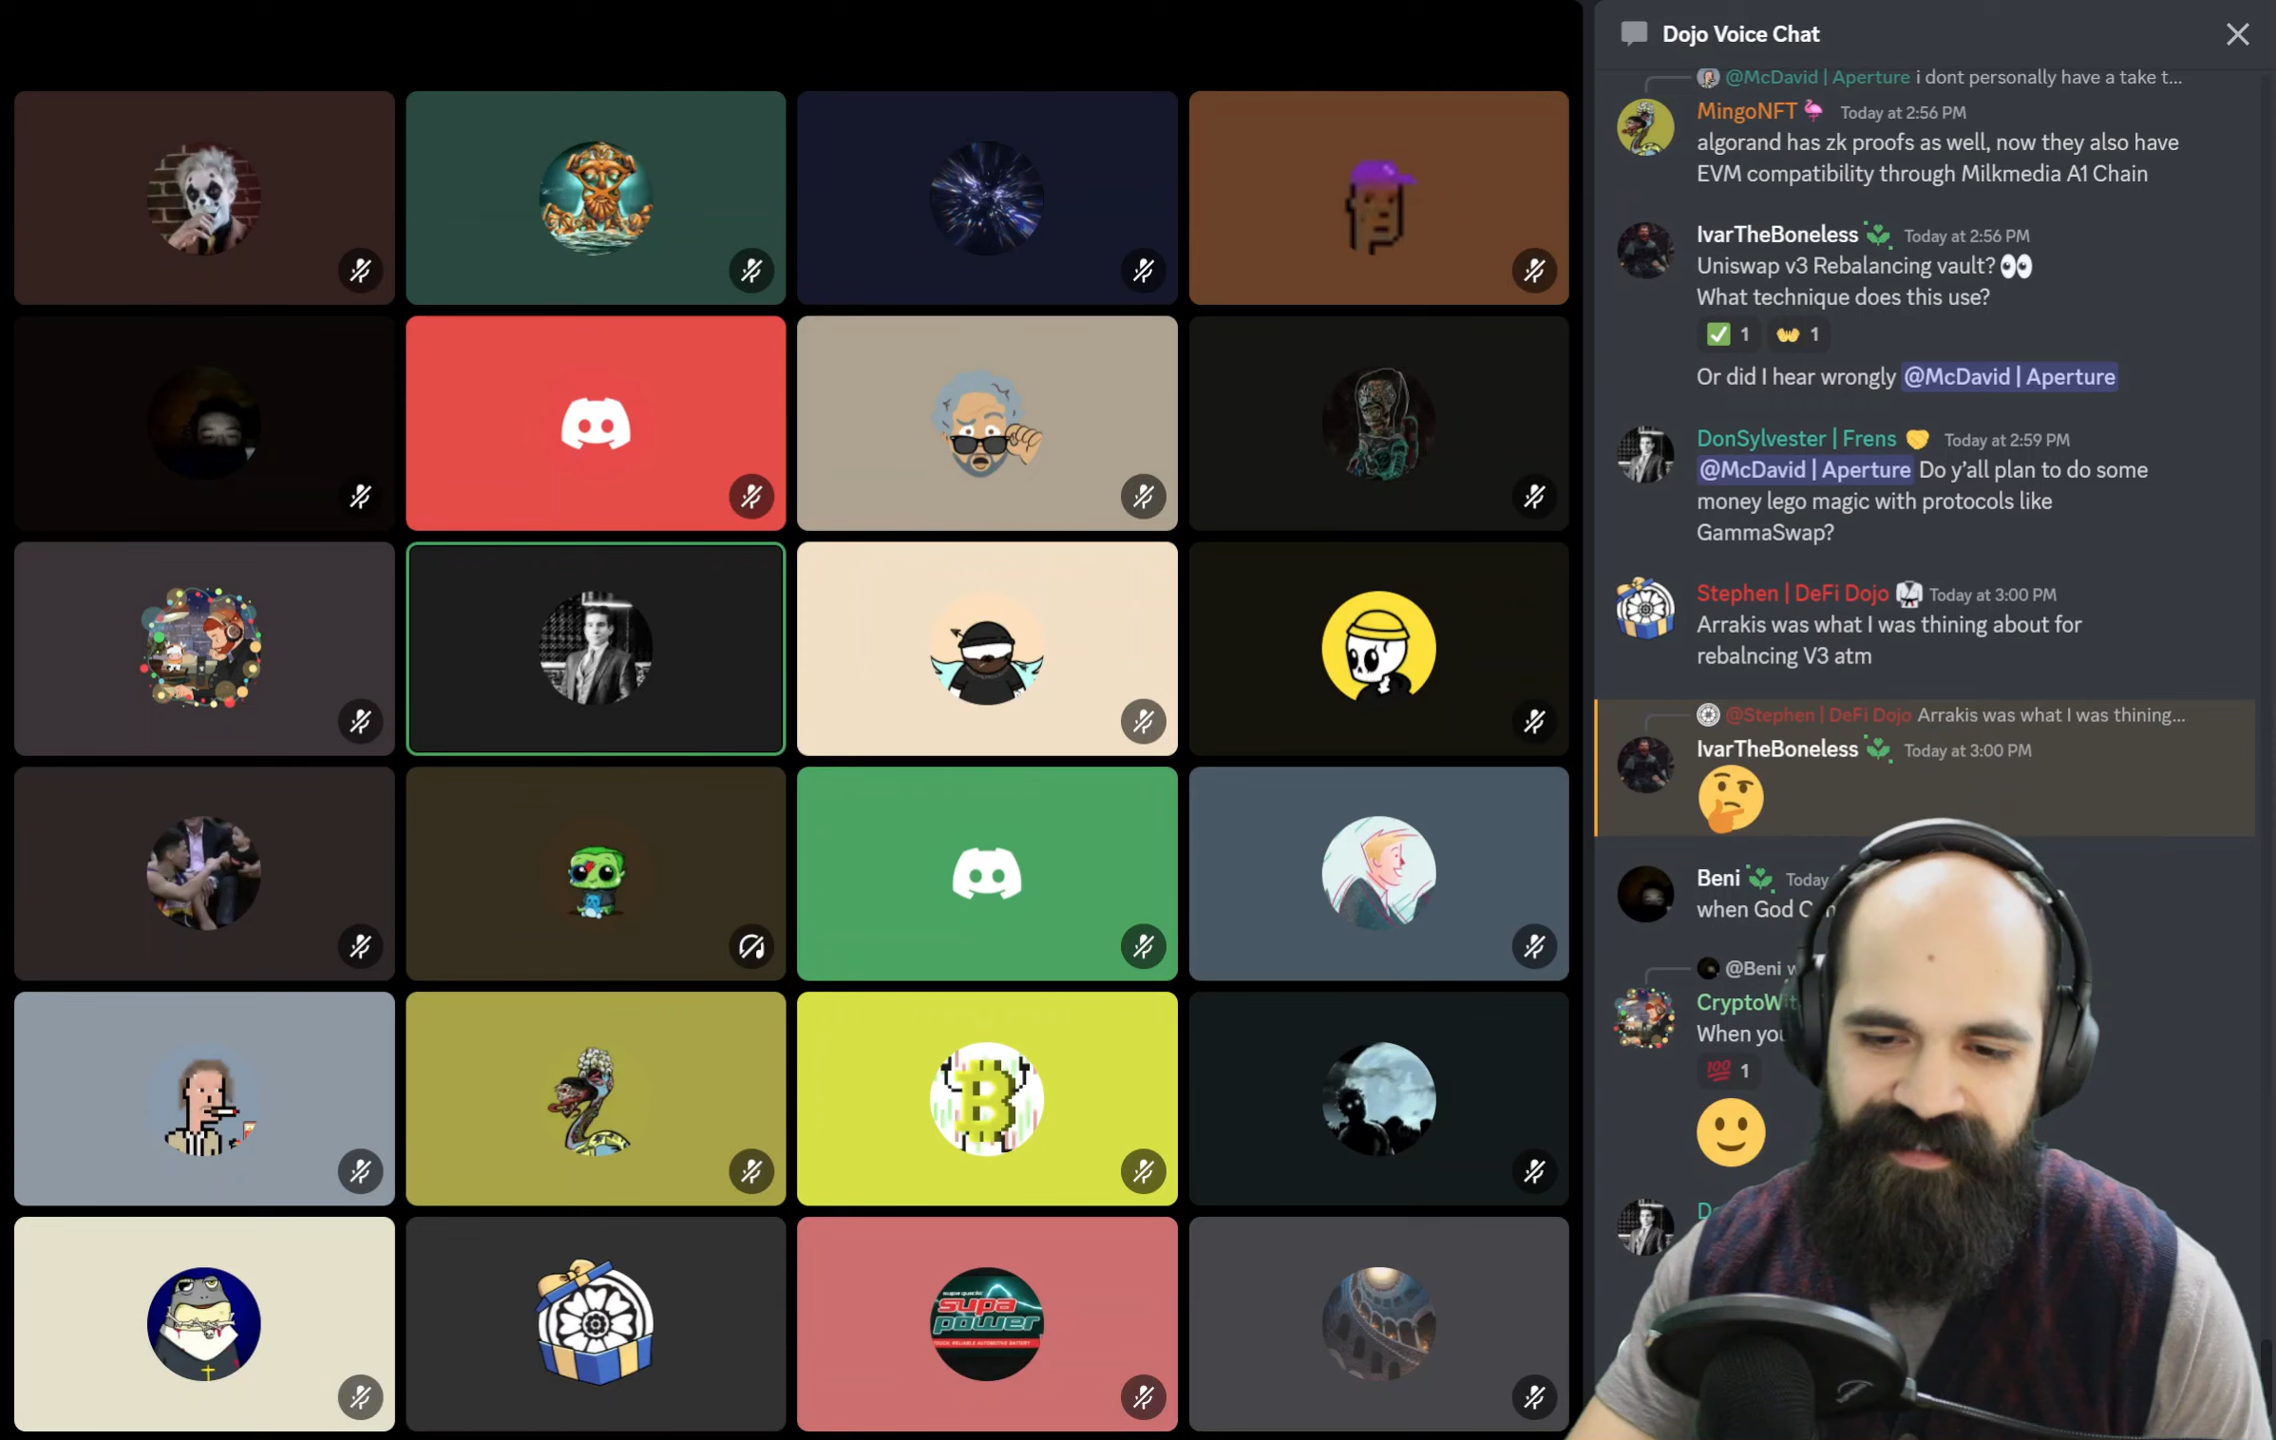 Dojo Voice Chat
@McDavid | Aperture i dont personally have a take t...
MingoNFT Today at 2:56 PM
algorand has zk proofs as well, now they also have
EVM compatibility through Milkmedia A1 Chain
IvarTheBoneless Today at 2:56 PM
Uniswap v3 Rebalancing vault? 👀
What technique does this use?
✅ 1 👐 1
Or did I hear wrongly @McDavid | Aperture
DonSylvester | Frens Today at 2:59 PM
@McDavid | Aperture Do y'all plan to do some
money lego magic with protocols like
GammaSwap?
Stephen | DeFi Dojo Today at 3:00 PM
Arrakis was what I was thining about for
rebalncing V3 atm
@Stephen | DeFi Dojo Arrakis was what I was thining...
IvarTheBoneless Today at 3:00 PM
🤔
Beni Today
when God
@Beni
When
💯 1
🙂
supa
power